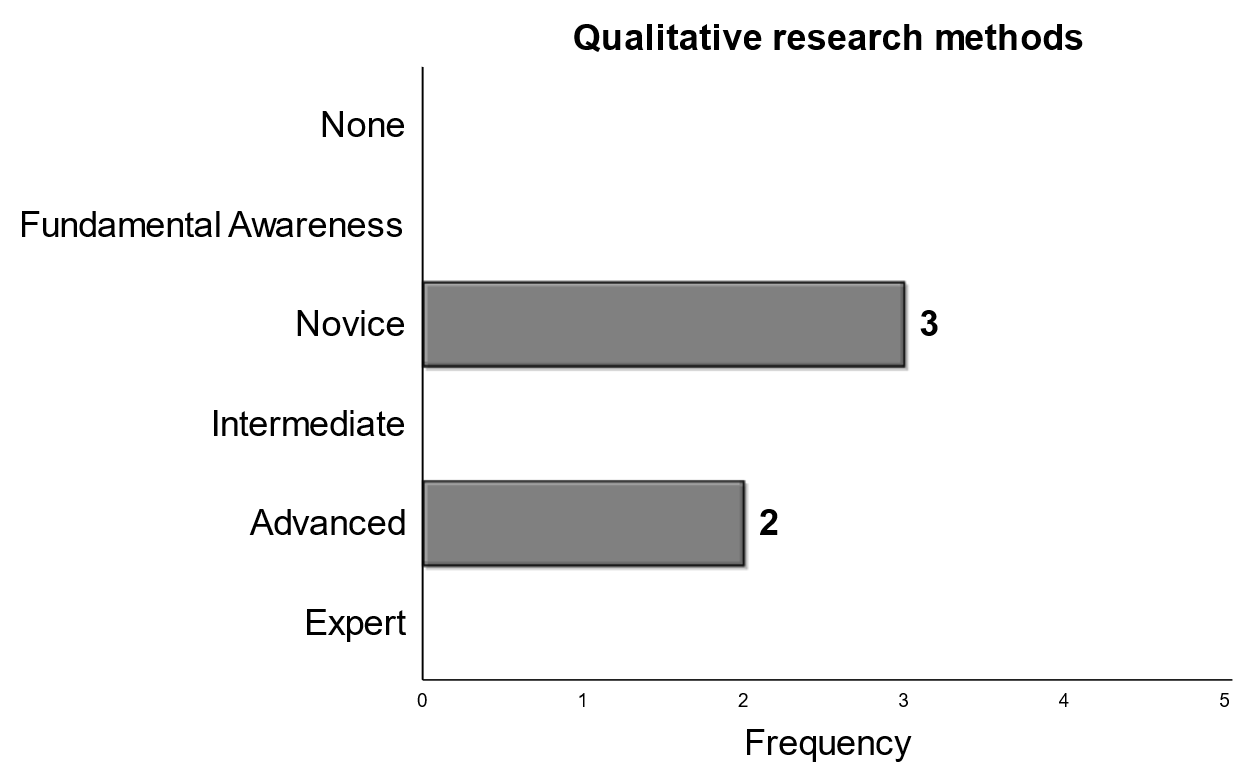 Qualitative research methods
None
Fundamental Awareness
Novice
3
Intermediate
Advanced
2
Expert
0 1 2 3 4 5
Frequency